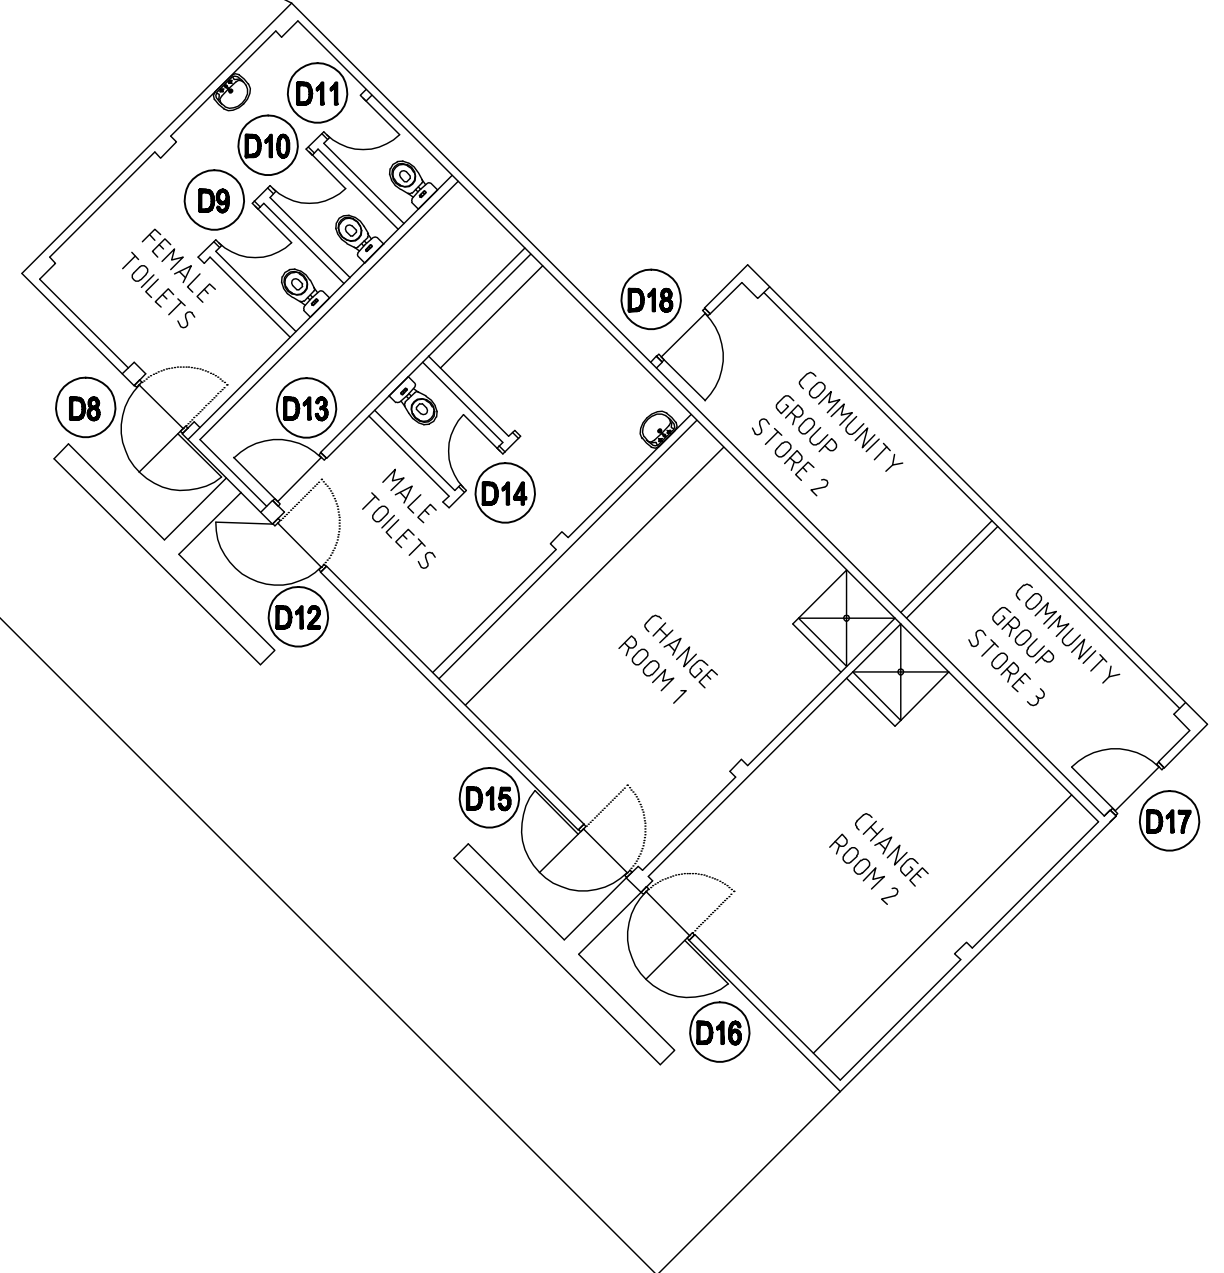 D11
D10
D9
FEMALE
TOILETS
D18
D8
D13
COMMUNITY
GROUP
STORE 2
MALE
TOILETS
D14
D12
CHANGE
ROOM 1
COMMUNITY
GROUP
STORE 3
D15
D17
CHANGE
ROOM 2
D16